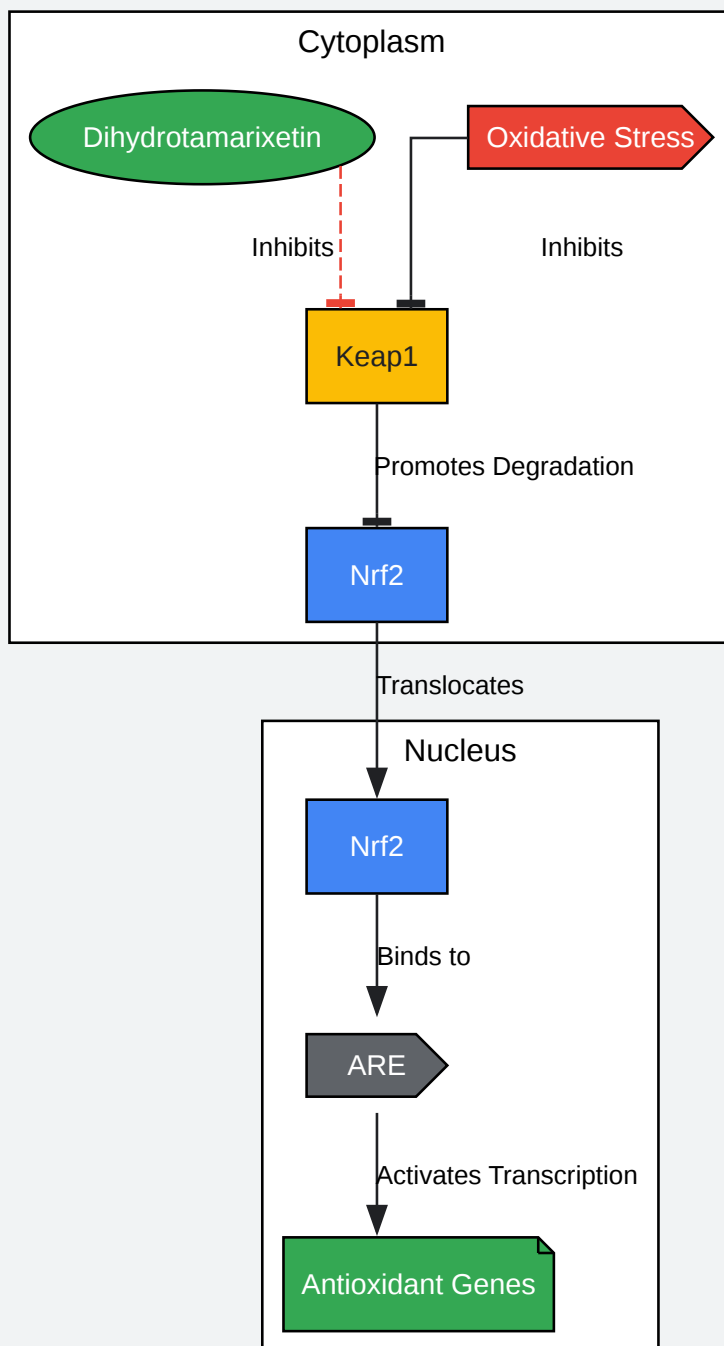 Cytoplasm
Dihydrotamarixetin
Oxidative Stress
Inhibits
Inhibits
Keap1
Promotes Degradation
Nrf2
Translocates
Nucleus
Nrf2
Binds to
ARE
Activates Transcription
Antioxidant Genes